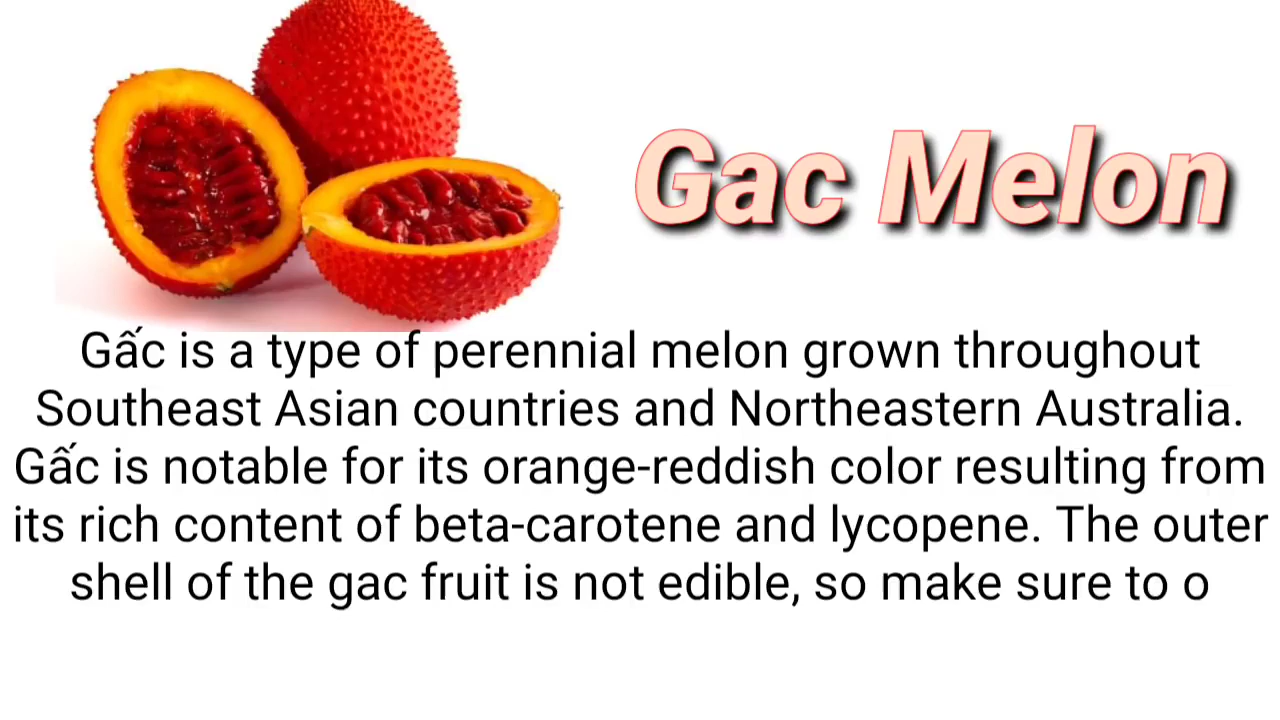 Gac Melon
Gấc is a type of perennial melon grown throughout
Southeast Asian countries and Northeastern Australia.
Gấc is notable for its orange-reddish color resulting from
its rich content of beta-carotene and lycopene. The outer
shell of the gac fruit is not edible, so make sure to o